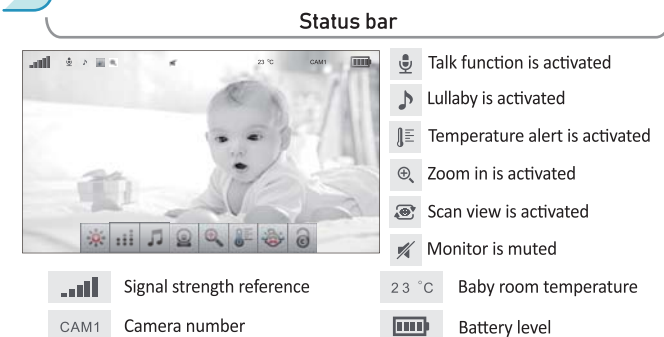 Status bar
23 °C CAM1
Talk function is activated
Lullaby is activated
Temperature alert is activated
Zoom in is activated
Scan view is activated
Monitor is muted
Signal strength reference
23 °C Baby room temperature
CAM1 Camera number
Battery level